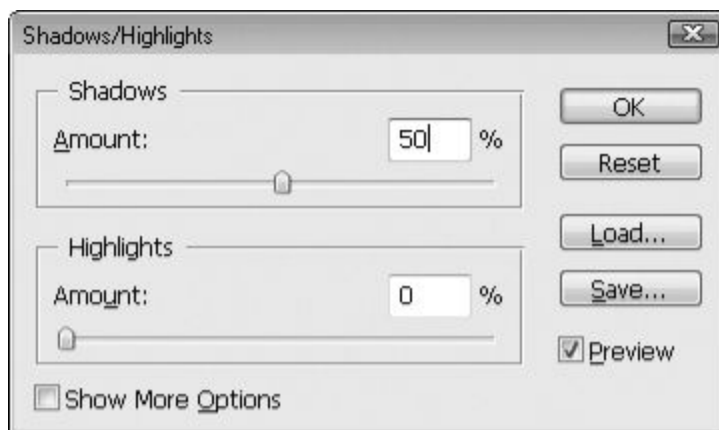 Shadows/Highlights
Shadows
Amount: 50 %
Highlights
Amount: 0 %
Show More Options
OK
Reset
Load...
Save...
Preview